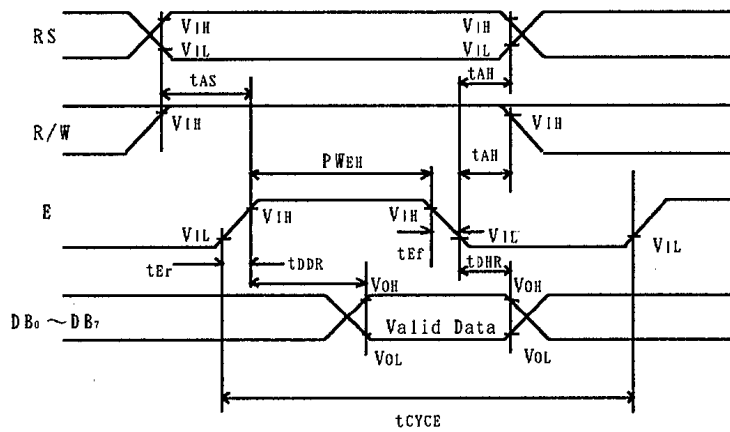 RS VIH VIH
VIL VIL
tAS tAH
R/W VIH VIH
PWEH tAH
E VIH VIH
VIL VIL VIL
tEr tDDR tEf tDHR
VOH VOH
DB0 ～ DB7 Valid Data
VOL VOL
tCYCE